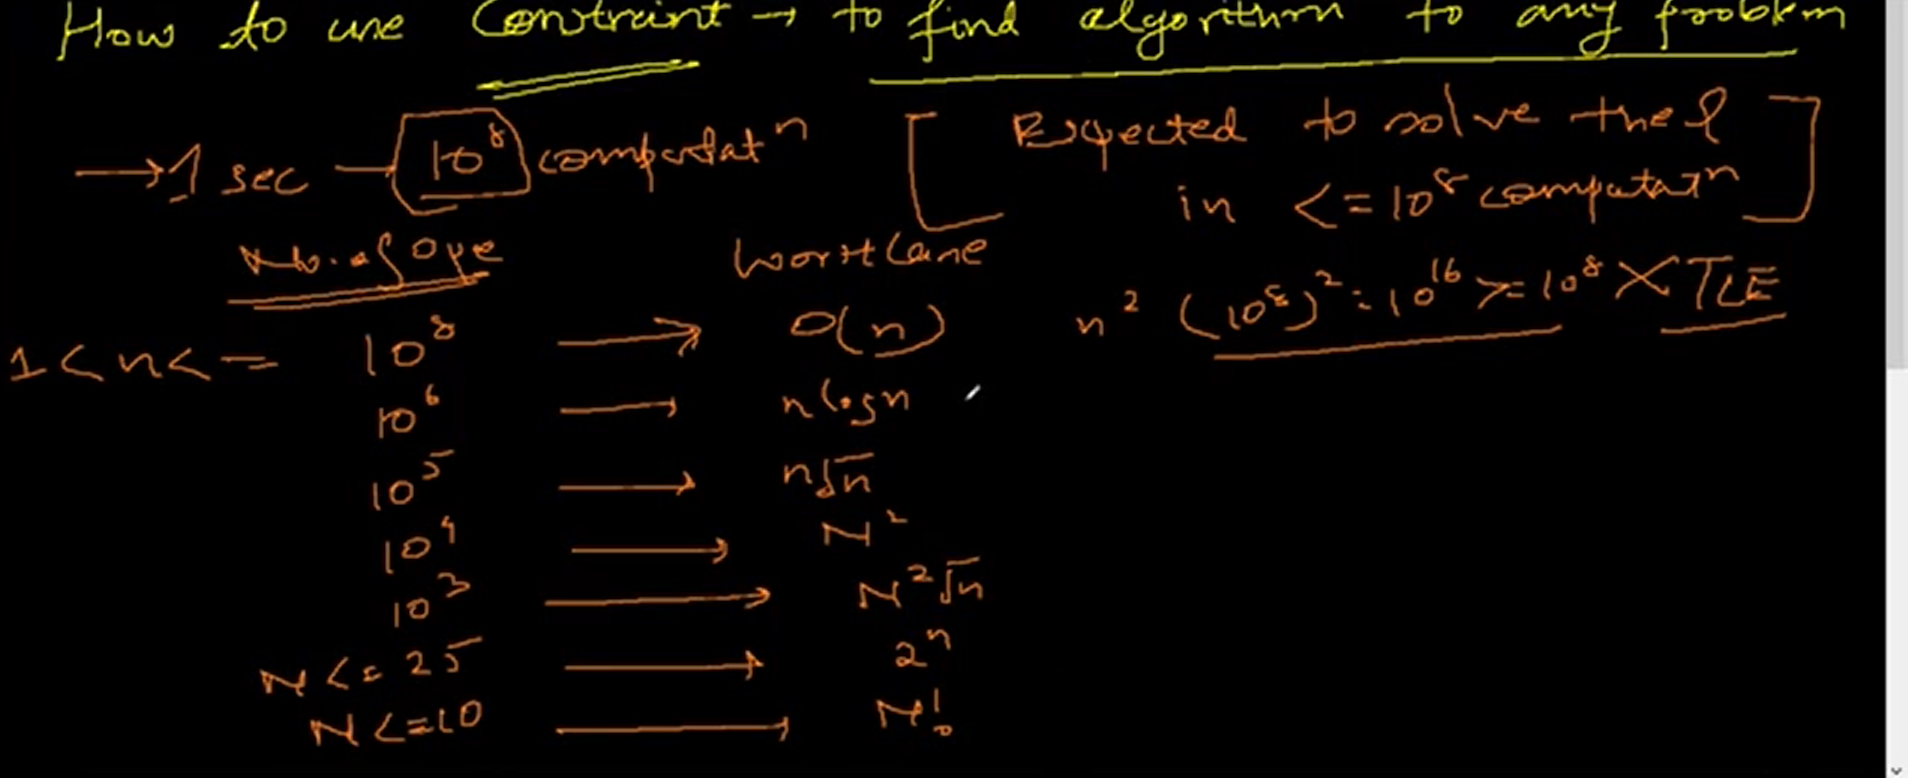 How to use Constraint → to find algorithm to any problem
→ 1 sec → 10⁸ computatⁿ [ Expected to solve the
in <= 10⁸ computatⁿ ]
No. of ope Worst Case
1 < n <= 10⁸ → O(n) n² (10⁸)² = 10¹⁶ >= 10⁸ X TLE
10⁶ → n log n
10⁵ → n√n
10⁴ → N²
10³ → N²√n
N <= 25 → 2ⁿ
N <= 10 → N!